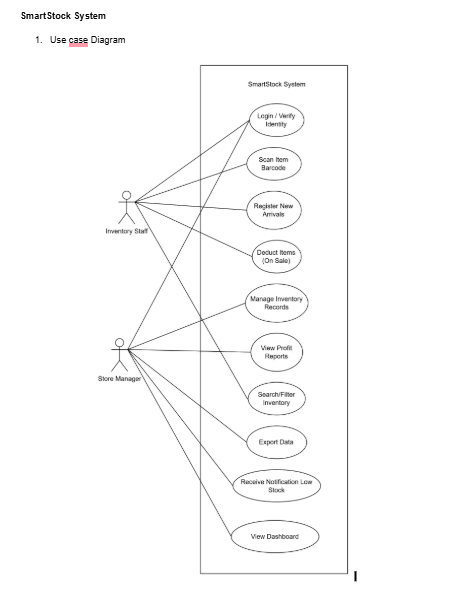 SmartStock System
1. Use case Diagram
SmartStock System
Login / Verify
Identity
Scan Item
Barcode
Register New
Arrivals
Inventory Staff
Deduct Items
(On Sale)
Manage Inventory
Records
View Profit
Reports
Store Manager
Search/Filter
Inventory
Export Data
Receive Notification Low
Stock
View Dashboard